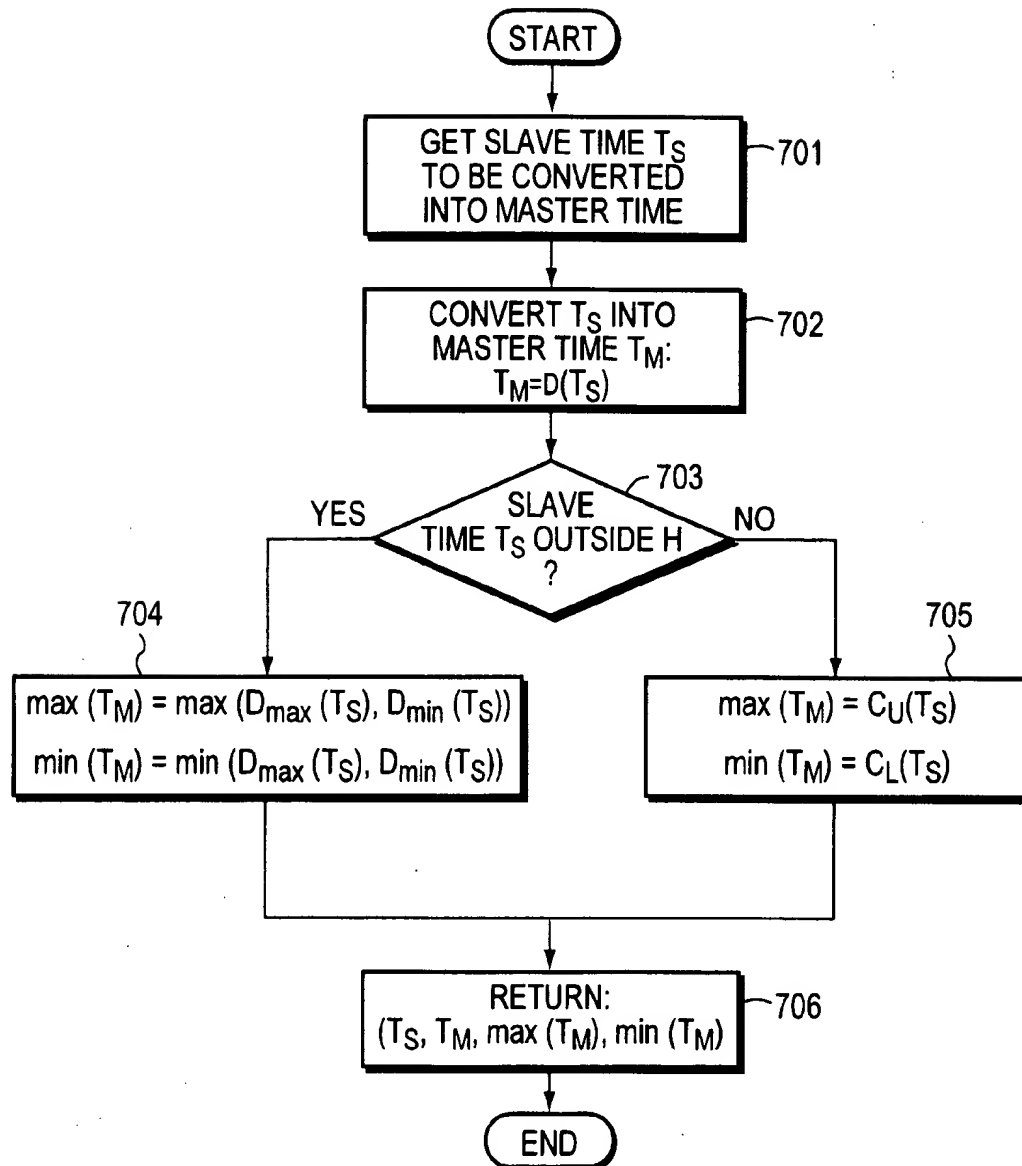 START
GET SLAVE TIME TS
TO BE CONVERTED
INTO MASTER TIME
701
CONVERT TS INTO
MASTER TIME TM:
TM=D(TS)
702
703
SLAVE
TIME TS OUTSIDE H
?
YES
NO
704
max (TM) = max (Dmax (TS), Dmin (TS))
min (TM) = min (Dmax (TS), Dmin (TS))
705
max (TM) = CU(TS)
min (TM) = CL(TS)
RETURN:
(TS, TM, max (TM), min (TM)
706
END